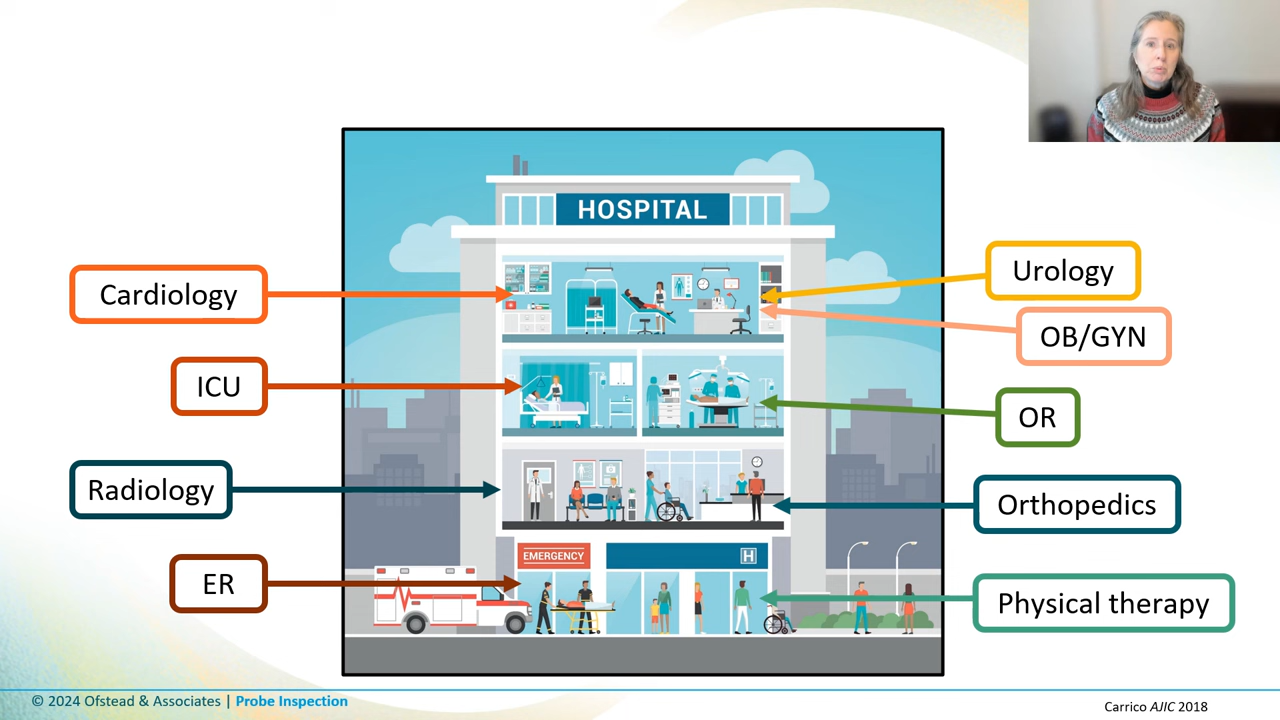 HOSPITAL
Cardiology
Urology
OB/GYN
ICU
OR
Radiology
Orthopedics
EMERGENCY
H
ER
Physical therapy
© 2024 Ofstead & Associates | Probe Inspection
Carrico AJIC 2018